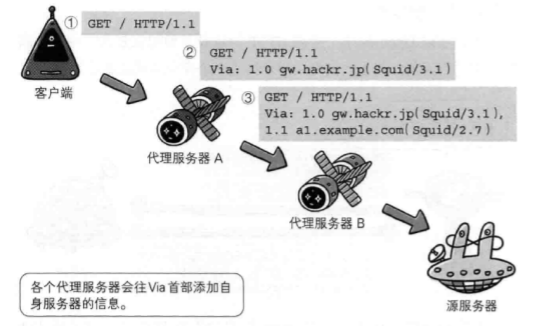 ① GET / HTTP/1.1
② GET / HTTP/1.1
Via: 1.0 gw.hackr.jp(Squid/3.1)
③ GET / HTTP/1.1
Via: 1.0 gw.hackr.jp(Squid/3.1),
1.1 a1.example.com(Squid/2.7)
客户端
代理服务器 A
代理服务器 B
源服务器
各个代理服务器会往Via 首部添加自
身服务器的信息。